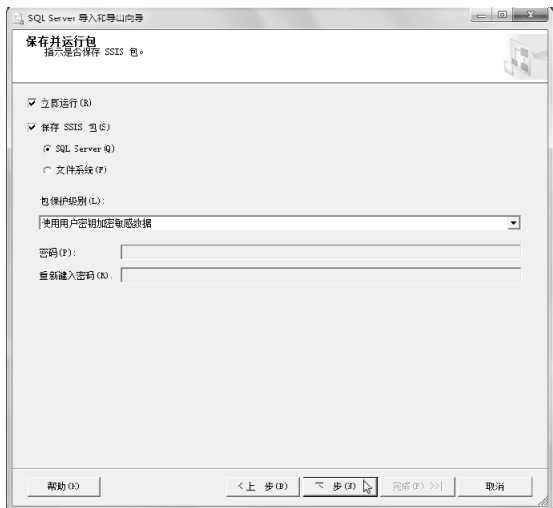 SQL Server 导入和导出向导
保存并运行包
指示是否保存 SSIS 包。
立即运行(R)
保存 SSIS 包(S)
SQL Server(Q)
文件系统(F)
包保护级别(L):
使用用户密钥加密敏感数据
密码(P):
重新键入密码(R).
帮助(H)
<上 步(B)
下 步(N)
完成(F) >>|
取消